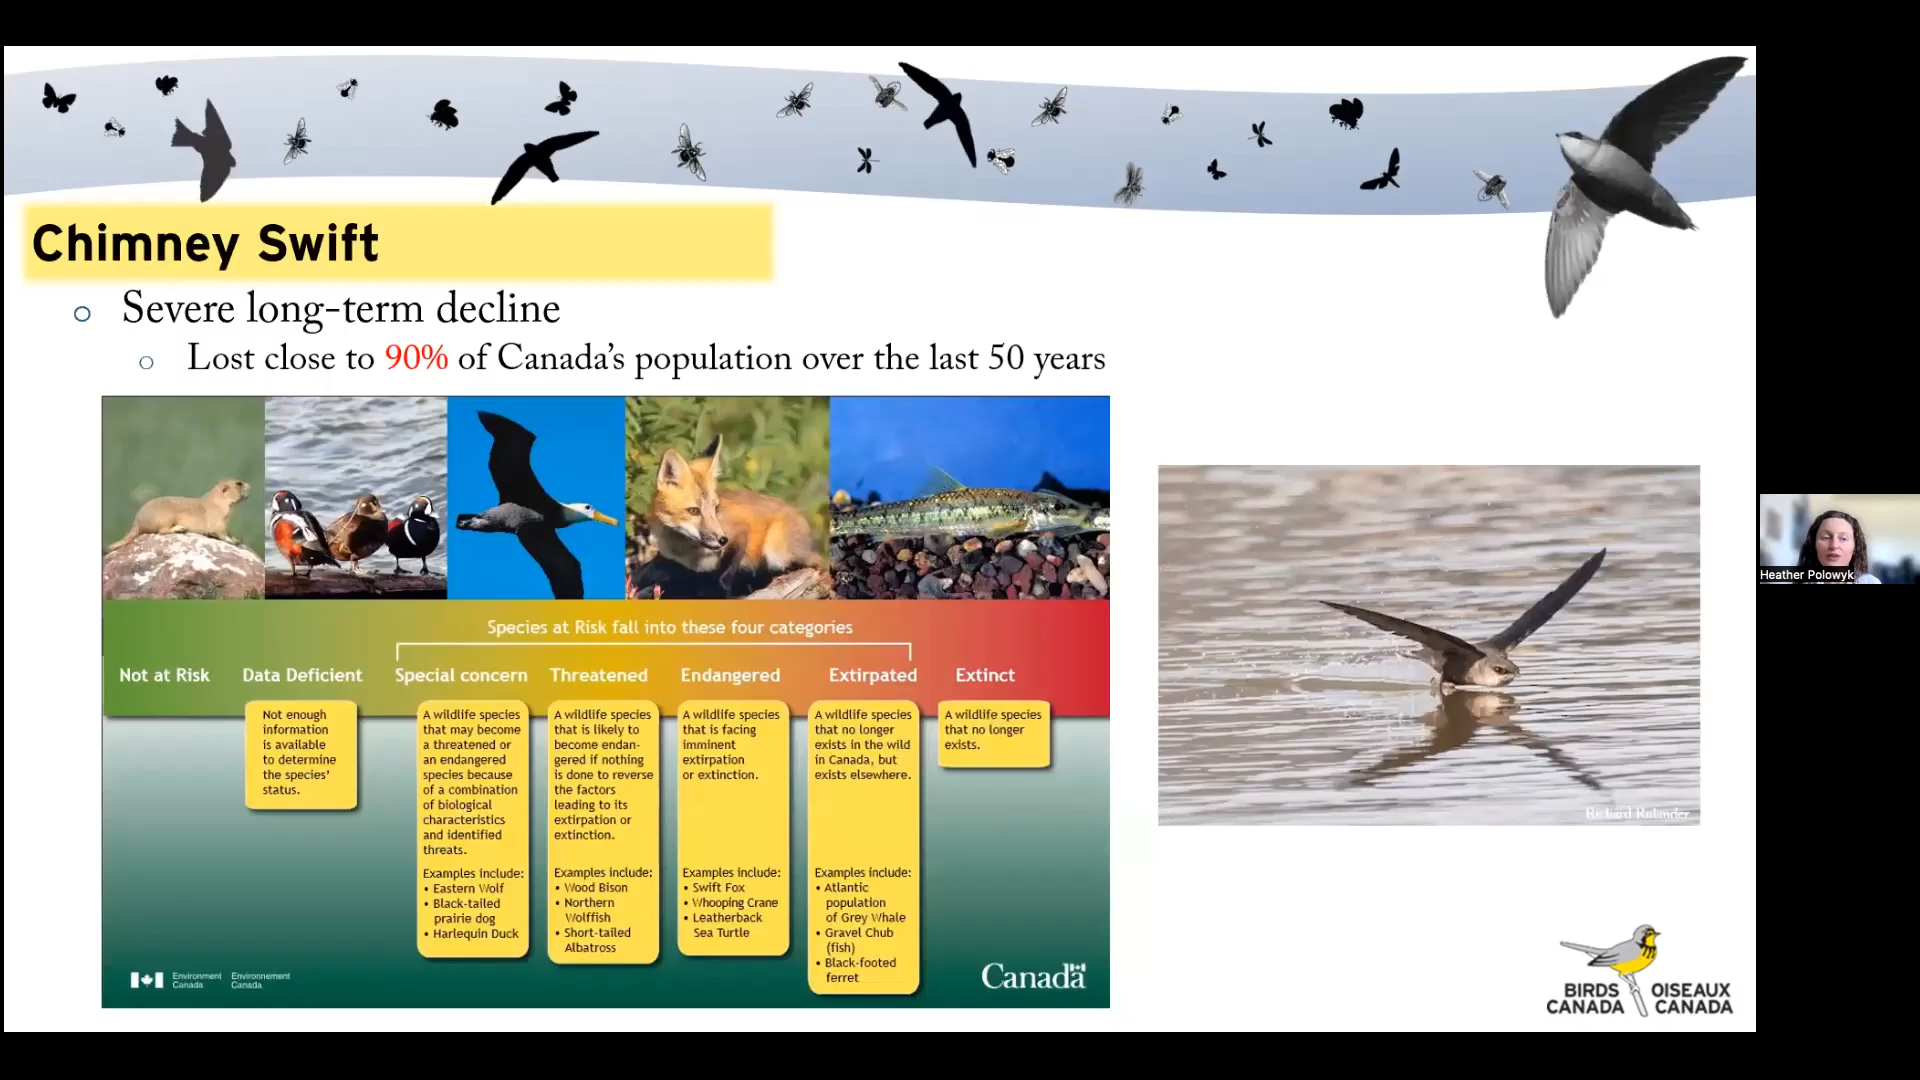 Chimney Swift
Severe long-term decline
Lost close to 90% of Canada's population over the last 50 years
Species at Risk fall into these four categories
Not at Risk
Data Deficient
Special concern
Threatened
Endangered
Extirpated
Extinct
Not enough
information
is available
to determine
the species'
status.
A wildlife species
that may become
a threatened or
an endangered
species because
of a combination
of biological
characteristics
and identified
threats.
Examples include:
• Eastern Wolf
• Black-tailed
prairie dog
• Harlequin Duck
A wildlife species
that is likely to
become endan-
gered if nothing
is done to reverse
the factors
leading to its
extirpation or
extinction.
Examples include:
• Wood Bison
• Northern
Wolffish
• Short-tailed
Albatross
A wildlife species
that is facing
imminent
extirpation
or extinction.
Examples include:
• Swift Fox
• Whooping Crane
• Leatherback
Sea Turtle
A wildlife species
that no longer
exists in the wild
in Canada, but
exists elsewhere.
Examples include:
• Atlantic
population
of Grey Whale
• Gravel Chub
(fish)
• Black-footed
ferret
A wildlife species
that no longer
exists.
Environment
Canada
Environnement
Canada
Canada
Richard Rulander
Heather Polowyk
BIRDS
CANADA
OISEAUX
CANADA